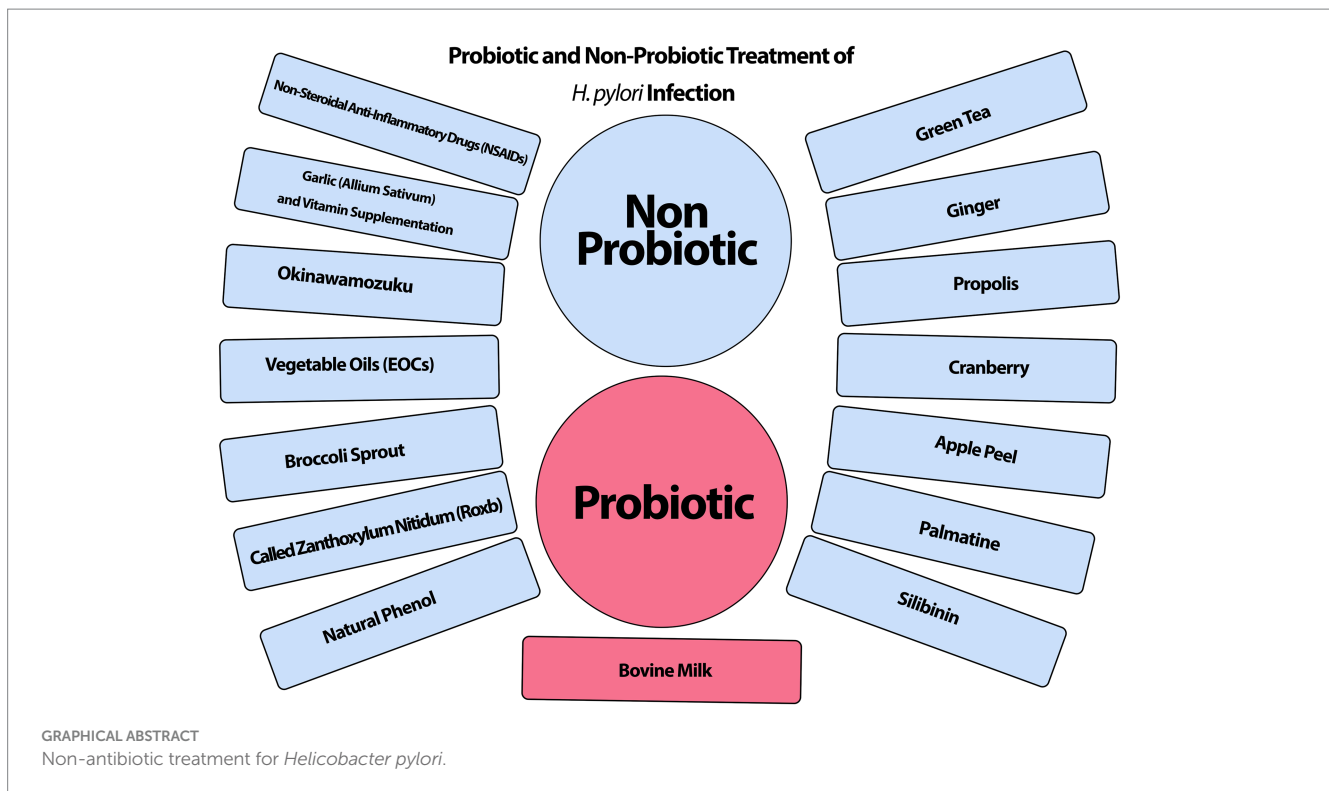 Probiotic and Non-Probiotic Treatment of
H. pylori Infection
Non-Steroidal Anti-Inflammatory Drugs (NSAIDs)
Garlic (Allium Sativum)
and Vitamin Supplementation
Okinawamozuku
Vegetable Oils (EOCs)
Broccoli Sprout
Called Zanthoxylum Nitidum (Roxb)
Natural Phenol
Non
Probiotic
Probiotic
Bovine Milk
Green Tea
Ginger
Propolis
Cranberry
Apple Peel
Palmatine
Silibinin
GRAPHICAL ABSTRACT
Non-antibiotic treatment for Helicobacter pylori.